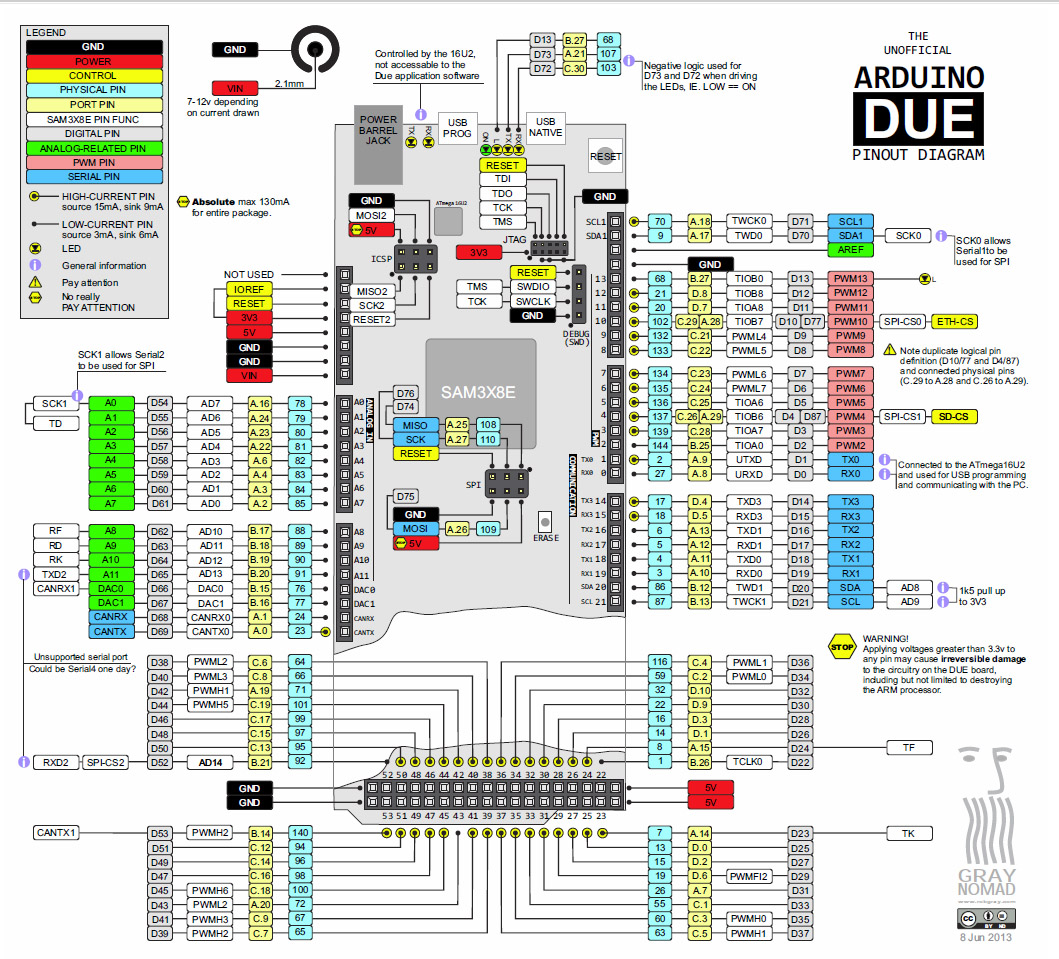 LEGEND
GND
POWER
CONTROL
PHYSICAL PIN
PORT PIN
SAM3X8E PIN FUNC
DIGITAL PIN
ANALOG-RELATED PIN
PWM PIN
SERIAL PIN
HIGH-CURRENT PIN
source 15mA, sink 9mA
LOW-CURRENT PIN
source 3mA, sink 6mA
LED
General information
Pay attention
No really
PAY ATTENTION
GND
VIN
2.1mm
7-12v depending
on current drawn
Absolute max 130mA
for entire package.
Controlled by the 16U2,
not accessable to the
Due application software
D13 B.27 68
D73 A.21 107
D72 C.30 103
Negative logic used for
D73 and D72 when driving
the LEDs, IE. LOW == ON
THE
UNOFFICIAL
ARDUINO
DUE
PINOUT DIAGRAM
POWER
BARREL
JACK
TX
RX
USB
PROG
USB
NATIVE
ON
L
TX
RX
RESET
RESET
TDI
TDO
TCK
TMS
JTAG
3V3
GND
GND
MOSI2
5V
ATmega 16U2
ICSP
MISO2
SCK2
RESET2
RESET
TMS SWDIO
TCK SWCLK
GND
DEBUG
(SWD)
NOT USED
IOREF
RESET
3V3
5V
GND
GND
VIN
SCL1 70 A.18 TWCK0 D71 SCL1
SDA1 9 A.17 TWD0 D70 SDA1 SCK0
AREF
SCK0 allows
Serial1to be
used for SPI
GND
13 68 B.27 TIOB0 D13 PWM13 L
12 21 D.8 TIOB8 D12 PWM12
11 20 D.7 TIOA8 D11 PWM11
10 102 C.29 A.28 TIOB7 D10 D77 PWM10 SPI-CS0 ETH-CS
9 132 C.21 PWML4 D9 PWM9
8 133 C.22 PWML5 D8 PWM8
Note duplicate logical pin
definition (D10/77 and D4/87)
and connected physical pins
(C.29 to A.28 and C.26 to A.29).
7 134 C.23 PWML6 D7 PWM7
6 135 C.24 PWML7 D6 PWM6
5 136 C.25 TIOA6 D5 PWM5
4 137 C.26 A.29 TIOB6 D4 D87 PWM4 SPI-CS1 SD-CS
3 139 C.28 TIOA7 D3 PWM3
2 144 B.25 TIOA0 D2 PWM2
TX0 1 2 A.9 UTXD D1 TX0
RX0 0 27 A.8 URXD D0 RX0
PWM
COMMUNICATION
Connected to the ATmega16U2
and used for USB programming
and communicating with the PC.
TX3 14 17 D.4 TXD3 D14 TX3
RX3 15 18 D.5 RXD3 D15 RX3
TX2 16 6 A.13 TXD1 D16 TX2
RX2 17 5 A.12 RXD1 D17 RX2
TX1 18 4 A.11 TXD0 D18 TX1
RX1 19 3 A.10 RXD0 D19 RX1
SDA 20 86 B.12 TWD1 D20 SDA AD8
SCL 21 87 B.13 TWCK1 D21 SCL AD9
1k5 pull up
to 3V3
SAM3X8E
D76
D74
MISO A.25 108
SCK A.27 110
RESET
SPI
D75
GND
MOSI A.26 109
5V
ERASE
SCK1 allows Serial2
to be used for SPI
SCK1 A0 D54 AD7 A.16 78 A0
TD A1 D55 AD6 A.24 79 A1
A2 D56 AD5 A.23 80 A2
A3 D57 AD4 A.22 81 A3
A4 D58 AD3 A.6 82 A4
A5 D59 AD2 A.4 83 A5
A6 D60 AD1 A.3 84 A6
A7 D61 AD0 A.2 85 A7
ANALOG IN
RF A8 D62 AD10 B.17 88 A8
RD A9 D63 AD11 B.18 89 A9
RK A10 D64 AD12 B.19 90 A10
TXD2 A11 D65 AD13 B.20 91 A11
CANRX1 DAC0 D66 DAC0 B.15 76 DAC0
DAC1 D67 DAC1 B.16 77 DAC1
CANRX D68 CANRX0 A.1 24 CANRX
CANTX D69 CANTX0 A.0 23 CANTX
Unsupported serial port
Could be Serial4 one day?
WARNING!
STOP
Applying voltages greater than 3.3v to
any pin may cause irreversible damage
to the circuitry on the DUE board,
including but not limited to destroying
the ARM processor.
D38 PWML2 C.6 64
D40 PWML3 C.8 66
D42 PWMH1 A.19 71
D44 PWMH5 C.19 101
D46 C.17 99
D48 C.15 97
D50 C.13 95
RXD2 SPI-CS2 D52 AD14 B.21 92
116 C.4 PWML1 D36
59 C.2 PWML0 D34
32 D.10 D32
22 D.9 D30
16 D.3 D28
14 D.1 D26
8 A.15 D24 TF
1 B.26 TCLK0 D22
52 50 48 46 44 42 40 38 36 34 32 30 28 26 24 22
GND
GND
5V
5V
53 51 49 47 45 43 41 39 37 35 33 31 29 27 25 23
CANTX1 D53 PWMH2 B.14 140
D51 C.12 94
D49 C.14 96
D47 C.16 98
D45 PWMH6 C.18 100
D43 PWML2 A.20 72
D41 PWMH3 C.9 67
D39 PWMH2 C.7 65
7 A.14 D23 TK
13 D.0 D25
15 D.2 D27
19 D.6 PWMFI2 D29
26 A.7 D31
55 C.1 D33
60 C.3 PWMH0 D35
63 C.5 PWMH1 D37
GRAY
NOMAD
CC BY ND
8 Jun 2013